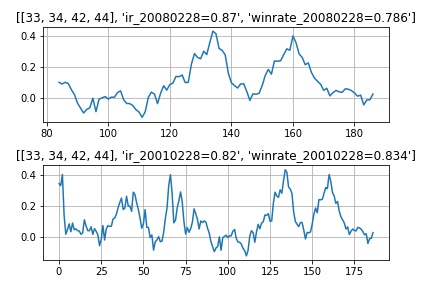 [[33, 34, 42, 44], 'ir_20080228=0.87', 'winrate_20080228=0.786']
0.4
0.2
0.0
80 100 120 140 160 180
[[33, 34, 42, 44], 'ir_20010228=0.82', 'winrate_20010228=0.834']
0.4
0.2
0.0
0 25 50 75 100 125 150 175